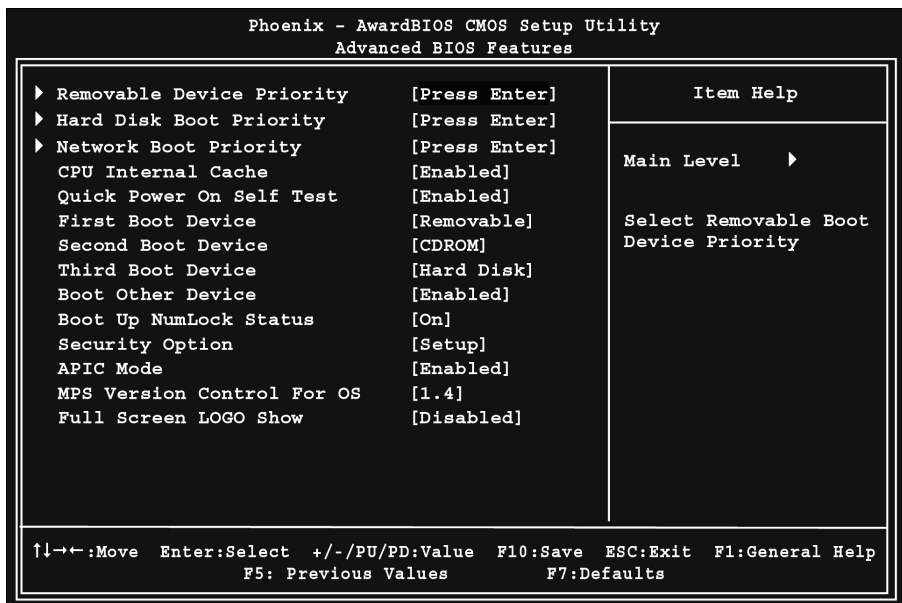 Phoenix - AwardBIOS CMOS Setup Utility
Advanced BIOS Features
Removable Device Priority [Press Enter]
Hard Disk Boot Priority [Press Enter]
Network Boot Priority [Press Enter]
CPU Internal Cache [Enabled]
Quick Power On Self Test [Enabled]
First Boot Device [Removable]
Second Boot Device [CDROM]
Third Boot Device [Hard Disk]
Boot Other Device [Enabled]
Boot Up NumLock Status [On]
Security Option [Setup]
APIC Mode [Enabled]
MPS Version Control For OS [1.4]
Full Screen LOGO Show [Disabled]
Item Help
Main Level
Select Removable Boot
Device Priority
↑↓→←:Move Enter:Select +/-/PU/PD:Value F10:Save ESC:Exit F1:General Help
F5: Previous Values F7:Defaults